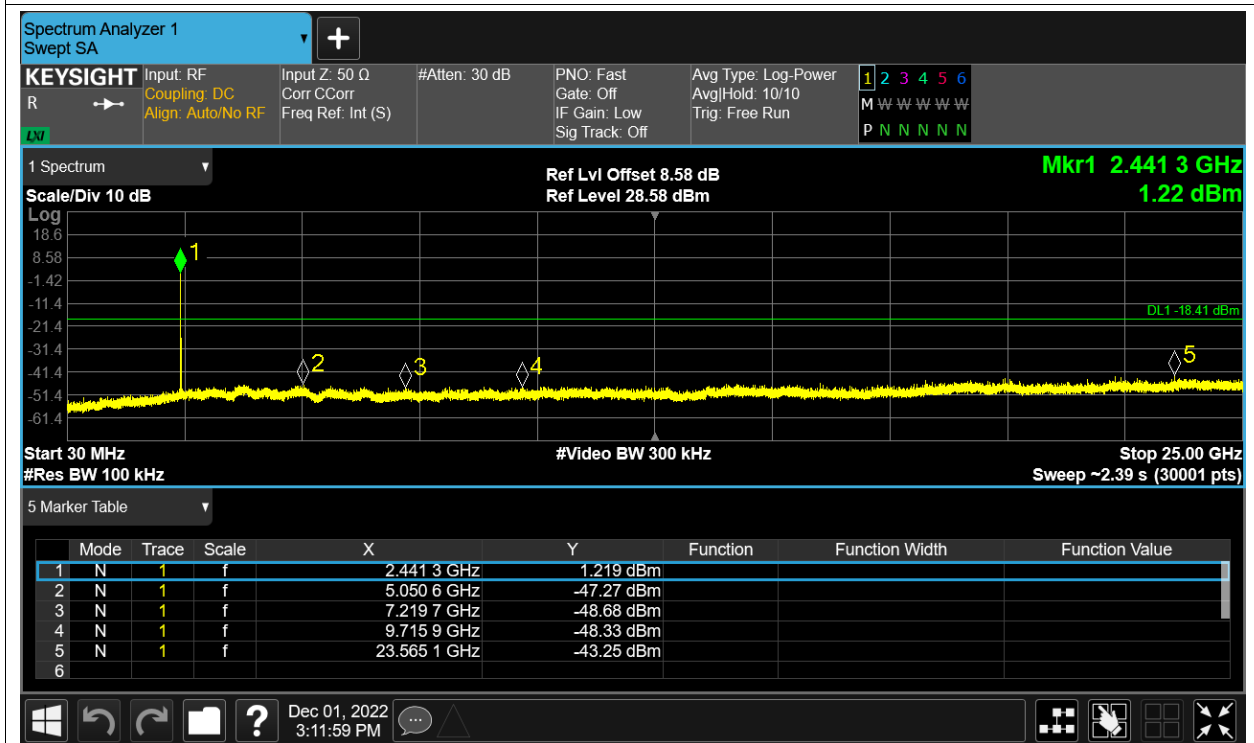 Spectrum Analyzer 1
Swept SA
KEYSIGHT
R
LXI
Input: RF
Coupling: DC
Align: Auto/No RF
Input Z: 50 Ω
Corr CCorr
Freq Ref: Int (S)
#Atten: 30 dB
PNO: Fast
Gate: Off
IF Gain: Low
Sig Track: Off
Avg Type: Log-Power
Avg|Hold: 10/10
Trig: Free Run
1 2 3 4 5 6
M W W W W W
P N N N N N
1 Spectrum
Scale/Div 10 dB
Ref Lvl Offset 8.58 dB
Ref Level 28.58 dBm
Mkr1 2.441 3 GHz
1.22 dBm
Log
18.6
8.58
-1.42
-11.4
-21.4
-31.4
-41.4
-51.4
-61.4
1
2
3
4
5
DL1 -18.41 dBm
Start 30 MHz
#Res BW 100 kHz
#Video BW 300 kHz
Stop 25.00 GHz
Sweep ~2.39 s (30001 pts)
5 Marker Table
Mode Trace Scale X Y Function Function Width Function Value
1 N 1 f 2.441 3 GHz 1.219 dBm
2 N 1 f 5.050 6 GHz -47.27 dBm
3 N 1 f 7.219 7 GHz -48.68 dBm
4 N 1 f 9.715 9 GHz -48.33 dBm
5 N 1 f 23.565 1 GHz -43.25 dBm
6
?
Dec 01, 2022
3:11:59 PM